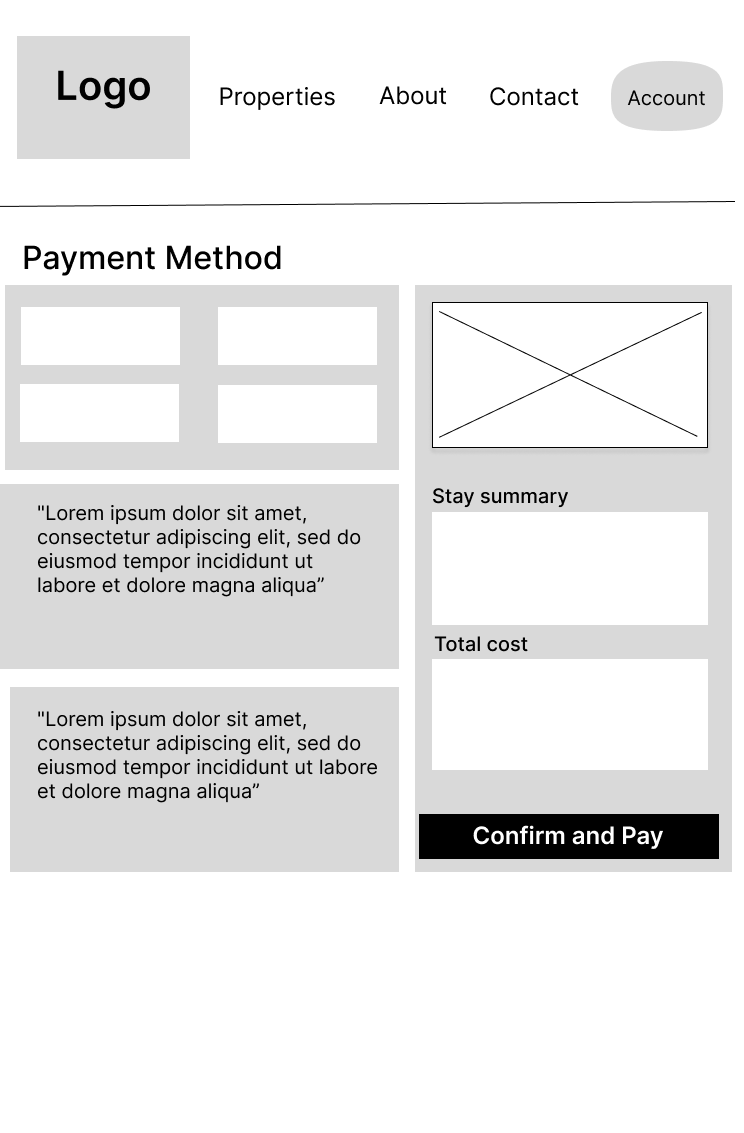 Logo
Properties
About
Contact
Account
Payment Method
"Lorem ipsum dolor sit amet,
consectetur adipiscing elit, sed do
eiusmod tempor incididunt ut
labore et dolore magna aliqua”
"Lorem ipsum dolor sit amet,
consectetur adipiscing elit, sed do
eiusmod tempor incididunt ut labore
et dolore magna aliqua”
Stay summary
Total cost
Confirm and Pay